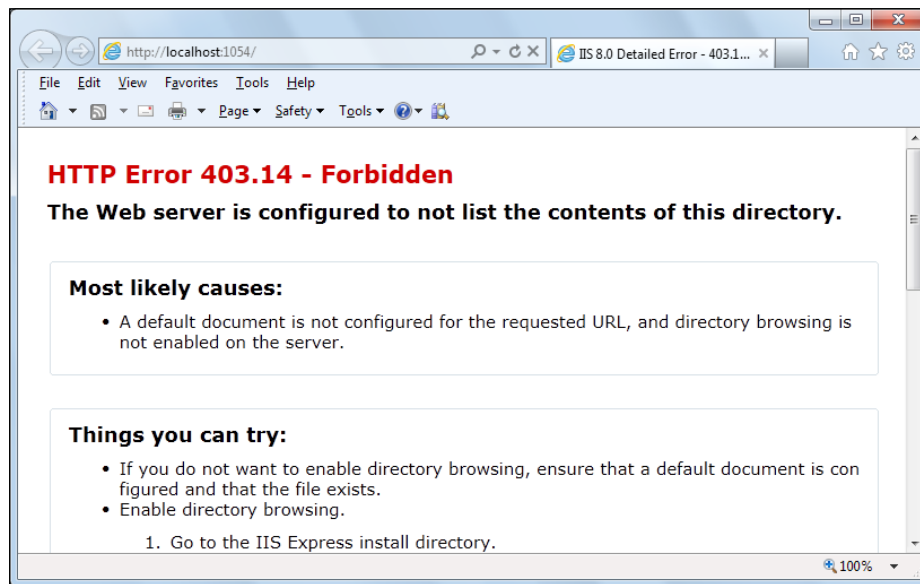 http://localhost:1054/
IIS 8.0 Detailed Error - 403.1...
File Edit View Favorites Tools Help
Page Safety Tools
HTTP Error 403.14 - Forbidden
The Web server is configured to not list the contents of this directory.
Most likely causes:
• A default document is not configured for the requested URL, and directory browsing is
not enabled on the server.
Things you can try:
• If you do not want to enable directory browsing, ensure that a default document is con
figured and that the file exists.
• Enable directory browsing.
1. Go to the IIS Express install directory.
100%